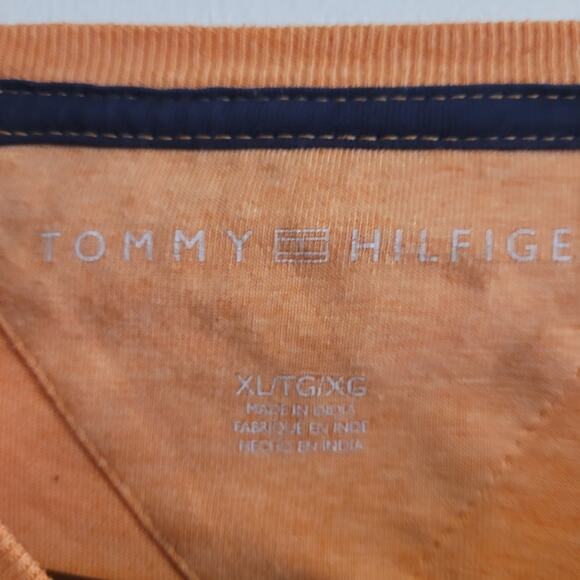 TOMMY HILFIGE
XL/TG/XG
MADE IN INDIA
FABRIQUE EN INDE
HECHO EN INDIA